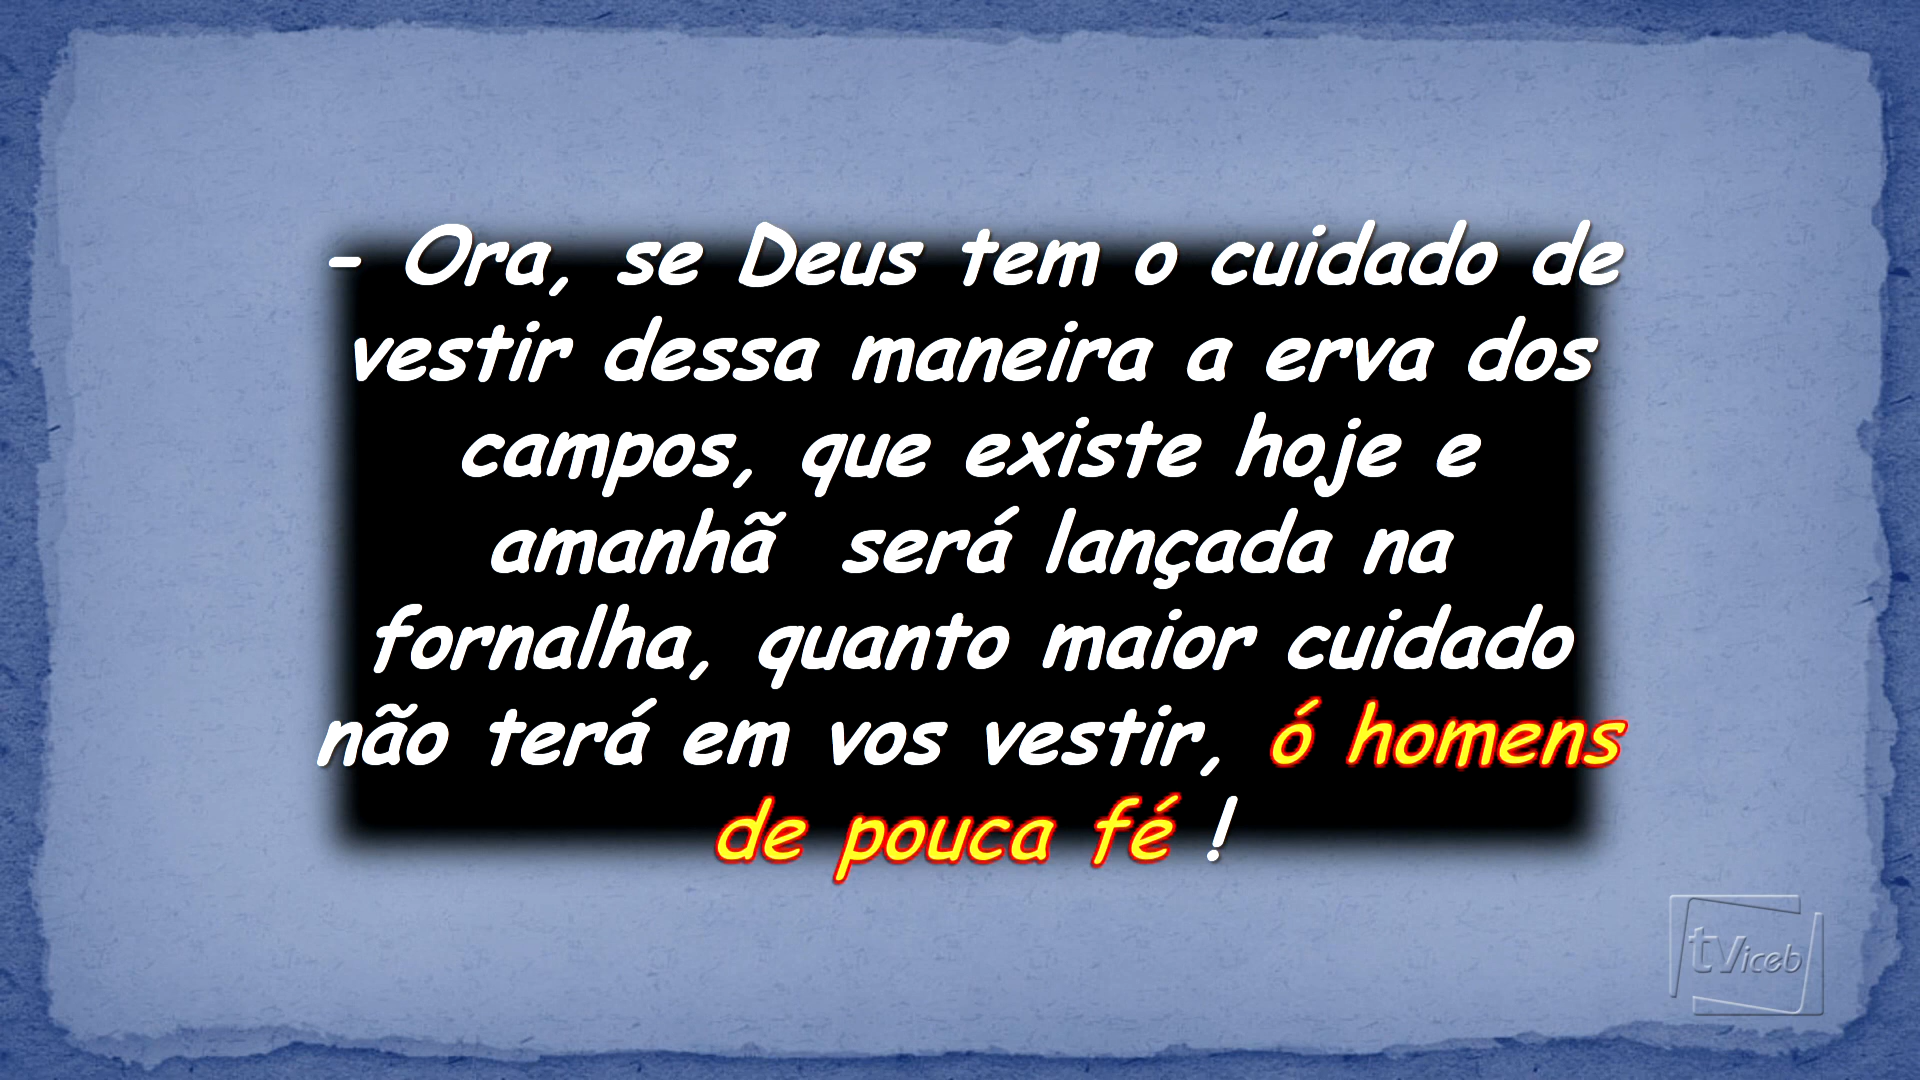 - Ora, se Deus tem o cuidado de
vestir dessa maneira a erva dos
campos, que existe hoje e
amanhã  será lançada na
fornalha, quanto maior cuidado
não terá em vos vestir, ó homens
de pouca fé !
tviceb